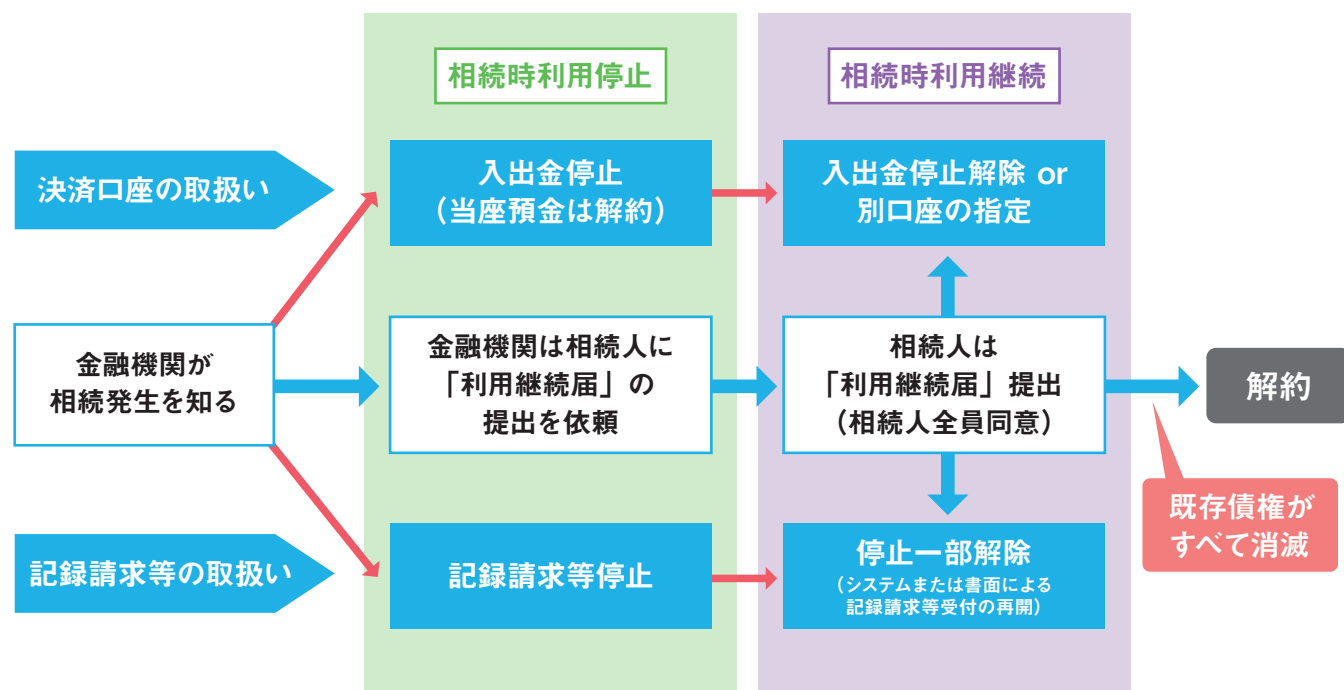 相続時利用停止
相続時利用継続
決済口座の取扱い
入出金停止
（当座預金は解約）
入出金停止解除 or
別口座の指定
金融機関が
相続発生を知る
金融機関は相続人に
「利用継続届」の
提出を依頼
相続人は
「利用継続届」提出
（相続人全員同意）
解約
既存債権が
すべて消滅
記録請求等の取扱い
記録請求等停止
停止一部解除
（システムまたは書面による
記録請求等受付の再開）